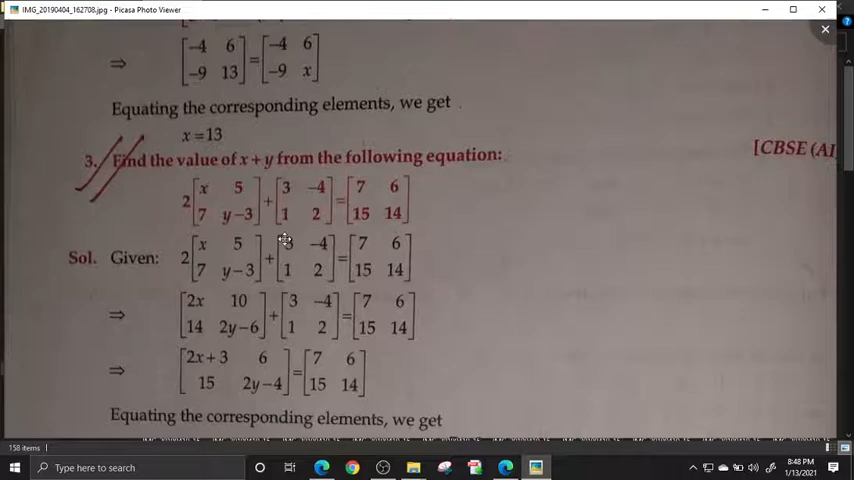 IMG_20190404_162708.jpg - Picasa Photo Viewer
⇒ [−4 6; −9 13] = [−4 6; −9 x]
Equating the corresponding elements, we get
x = 13
3. Find the value of x + y from the following equation: [CBSE (AI)
2[x 5; 7 y−3] + [3 −4; 1 2] = [7 6; 15 14]
Sol. Given: 2[x 5; 7 y−3] + [3 −4; 1 2] = [7 6; 15 14]
⇒ [2x 10; 14 2y−6] + [3 −4; 1 2] = [7 6; 15 14]
⇒ [2x+3 6; 15 2y−4] = [7 6; 15 14]
Equating the corresponding elements, we get
158 items
Type here to search
8:48 PM
1/13/2021